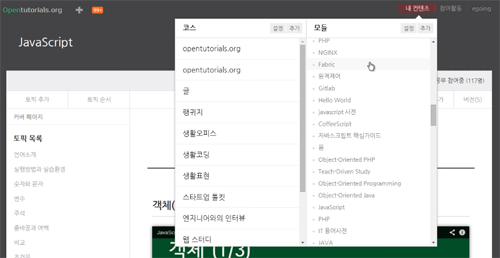 Opentutorials.org
99+
내 컨텐츠
참여활동
egoing
JavaScript
코스
설정
추가
opentutorials.org
opentutorials.org
글
랭귀지
생활오피스
생활코딩
생활표현
스타트업 툴킷
엔지니어와의 인터뷰
웹 스터디
모듈
설정
추가
PHP
NGINX
Fabric
원격제어
Gitlab
Hello World
javascript 사전
CoffeeScript
자바스크립트 핵심가이드
Object-Oriented PHP
Teach-Driven Study
Object-Oriented Programming
Object-Oriented Java
JavaScript
PHP
IT 용어사전
JAVA
참여중 (117명)
토픽 추가
토픽 순서
버전(5)
커버 페이지
토픽 목록
언어소개
실행방법과 실습환경
숫자와 문자
변수
주석
줄바꿈과 여백
비교
조건문
객체(
JavaScript
객체 (1/3)